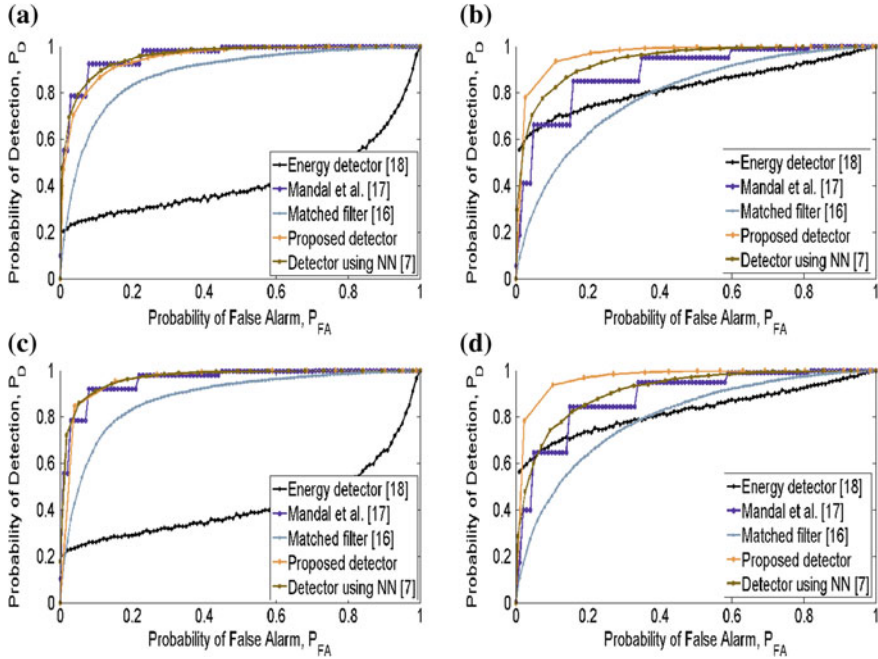 (a)
Probability of Detection, P_D
1
0.8
0.6
0.4
0.2
0
Energy detector [18]
Mandal et al. [17]
Matched filter [16]
Proposed detector
Detector using NN [7]
0 0.2 0.4 0.6 0.8 1
Probability of False Alarm, P_FA
(b)
Probability of Detection, P_D
1
0.8
0.6
0.4
0.2
0
Energy detector [18]
Mandal et al. [17]
Matched filter [16]
Proposed detector
Detector using NN [7]
0 0.2 0.4 0.6 0.8 1
Probability of False Alarm, P_FA
(c)
Probability of Detection, P_D
1
0.8
0.6
0.4
0.2
0
Energy detector [18]
Mandal et al. [17]
Matched filter [16]
Proposed detector
Detector using NN [7]
0 0.2 0.4 0.6 0.8 1
Probability of False Alarm, P_FA
(d)
Probability of Detection, P_D
1
0.8
0.6
0.4
0.2
0
Energy detector [18]
Mandal et al. [17]
Matched filter [16]
Proposed detector
Detector using NN [7]
0 0.2 0.4 0.6 0.8 1
Probability of False Alarm, P_FA